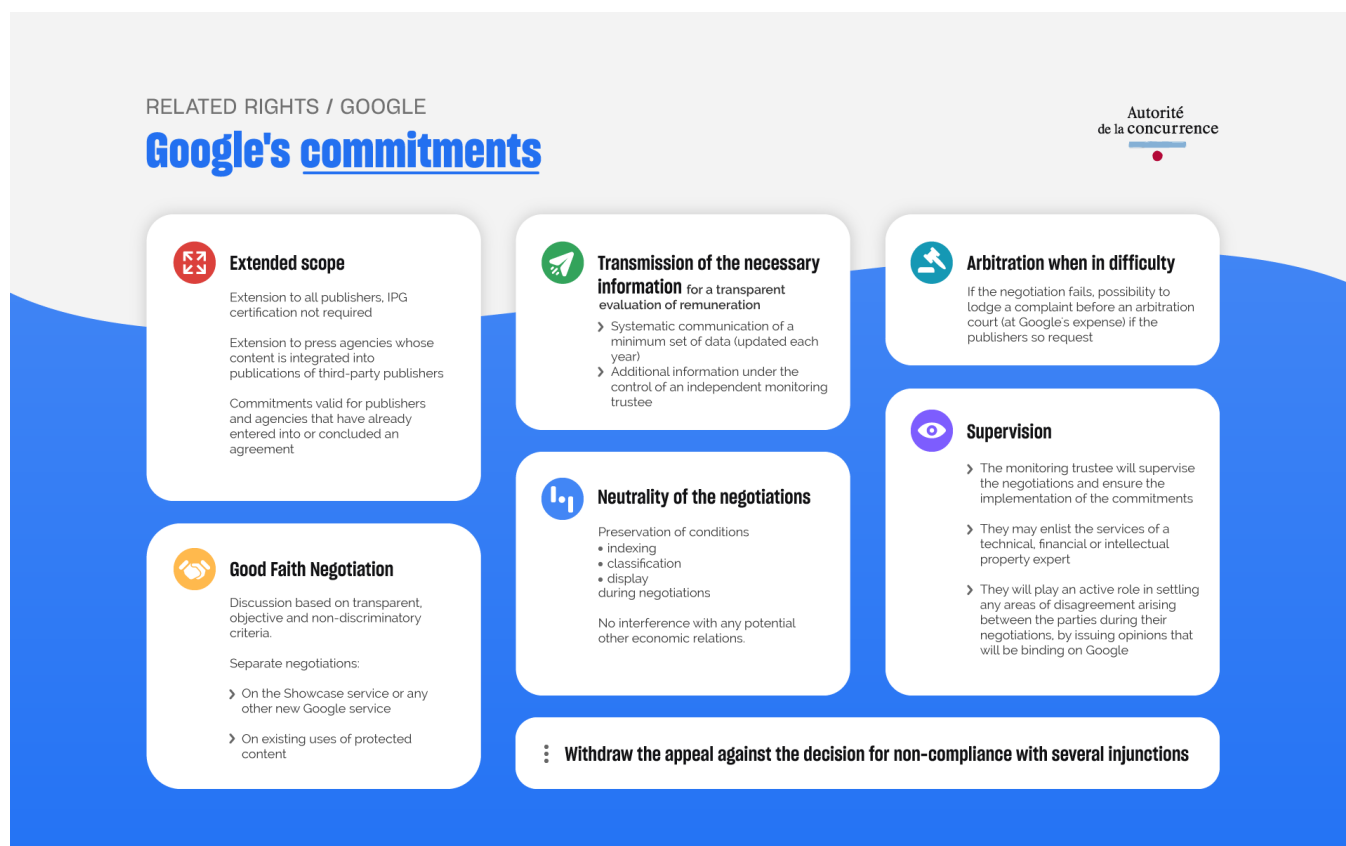 RELATED RIGHTS / GOOGLE
Google's commitments
Autorité
de la concurrence
Extended scope
Extension to all publishers, IPG
certification not required
Extension to press agencies whose
content is integrated into
publications of third-party publishers
Commitments valid for publishers
and agencies that have already
entered into or concluded an
agreement
Good Faith Negotiation
Discussion based on transparent,
objective and non-discriminatory
criteria.
Separate negotiations:
On the Showcase service or any
other new Google service
On existing uses of protected
content
Transmission of the necessary
information for a transparent
evaluation of remuneration
Systematic communication of a
minimum set of data (updated each
year)
Additional information under the
control of an independent monitoring
trustee
Neutrality of the negotiations
Preservation of conditions
• indexing
• classification
• display
during negotiations
No interference with any potential
other economic relations.
Arbitration when in difficulty
If the negotiation fails, possibility to
lodge a complaint before an arbitration
court (at Google's expense) if the
publishers so request
Supervision
The monitoring trustee will supervise
the negotiations and ensure the
implementation of the commitments
They may enlist the services of a
technical, financial or intellectual
property expert
They will play an active role in settling
any areas of disagreement arising
between the parties during their
negotiations, by issuing opinions that
will be binding on Google
Withdraw the appeal against the decision for non-compliance with several injunctions